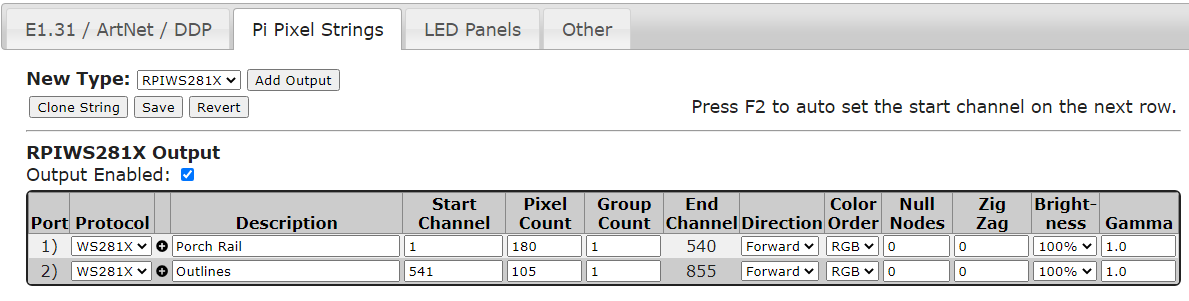 E1.31 / ArtNet / DDP Pi Pixel Strings LED Panels Other
New Type: RPIWS281X Add Output
Clone String Save Revert Press F2 to auto set the start channel on the next row.
RPIWS281X Output
Output Enabled:
Port Protocol Description Start Channel Pixel Count Group Count End Channel Direction Color Order Null Nodes Zig Zag Bright-ness Gamma
1) WS281X Porch Rail 1 180 1 540 Forward RGB 0 0 100% 1.0
2) WS281X Outlines 541 105 1 855 Forward RGB 0 0 100% 1.0